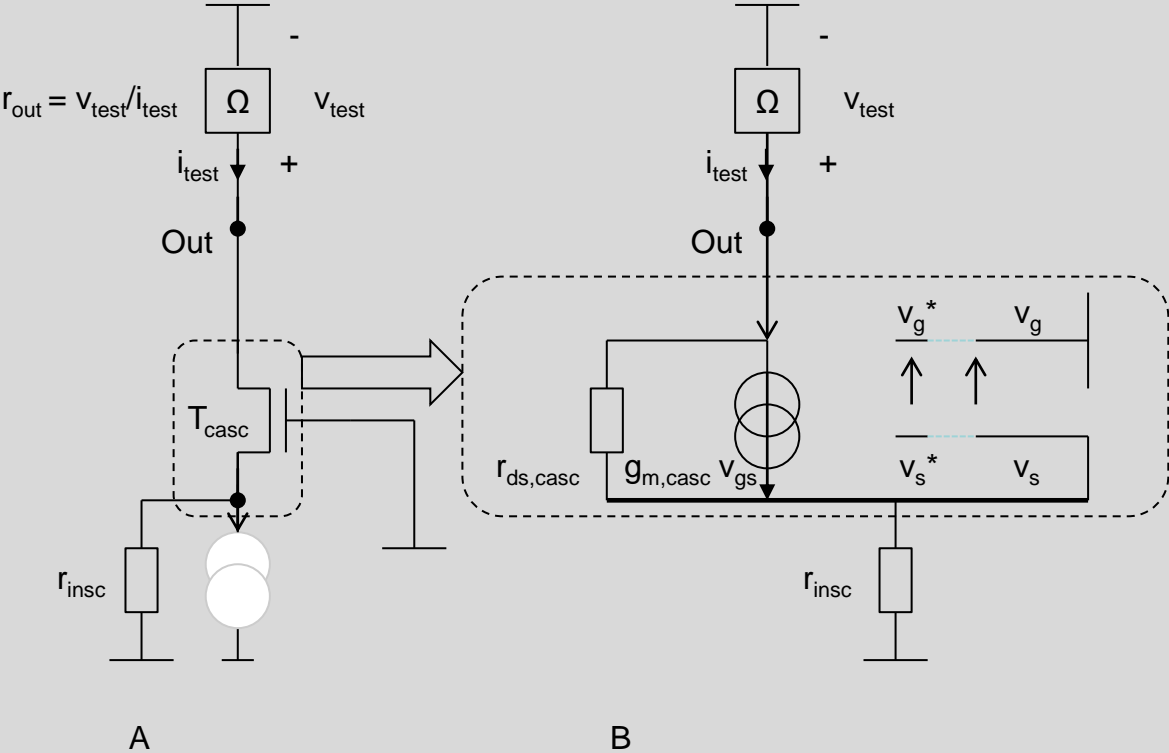 -
r_out = v_test/i_test
Ω
v_test
i_test
+
Out
T_casc
r_insc
A
-
Ω
v_test
i_test
+
Out
v_g*
v_g
r_ds,casc
g_m,casc v_gs
v_s*
v_s
r_insc
B